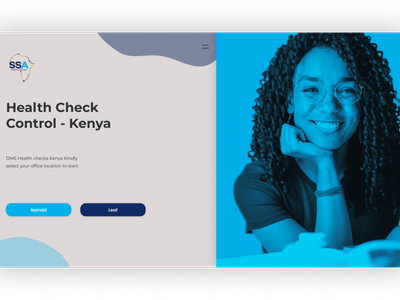 SSA
Health Check
Control - Kenya
DMS Health checks Kenya Kindly
select your office location to start
Nairobi
Leaf